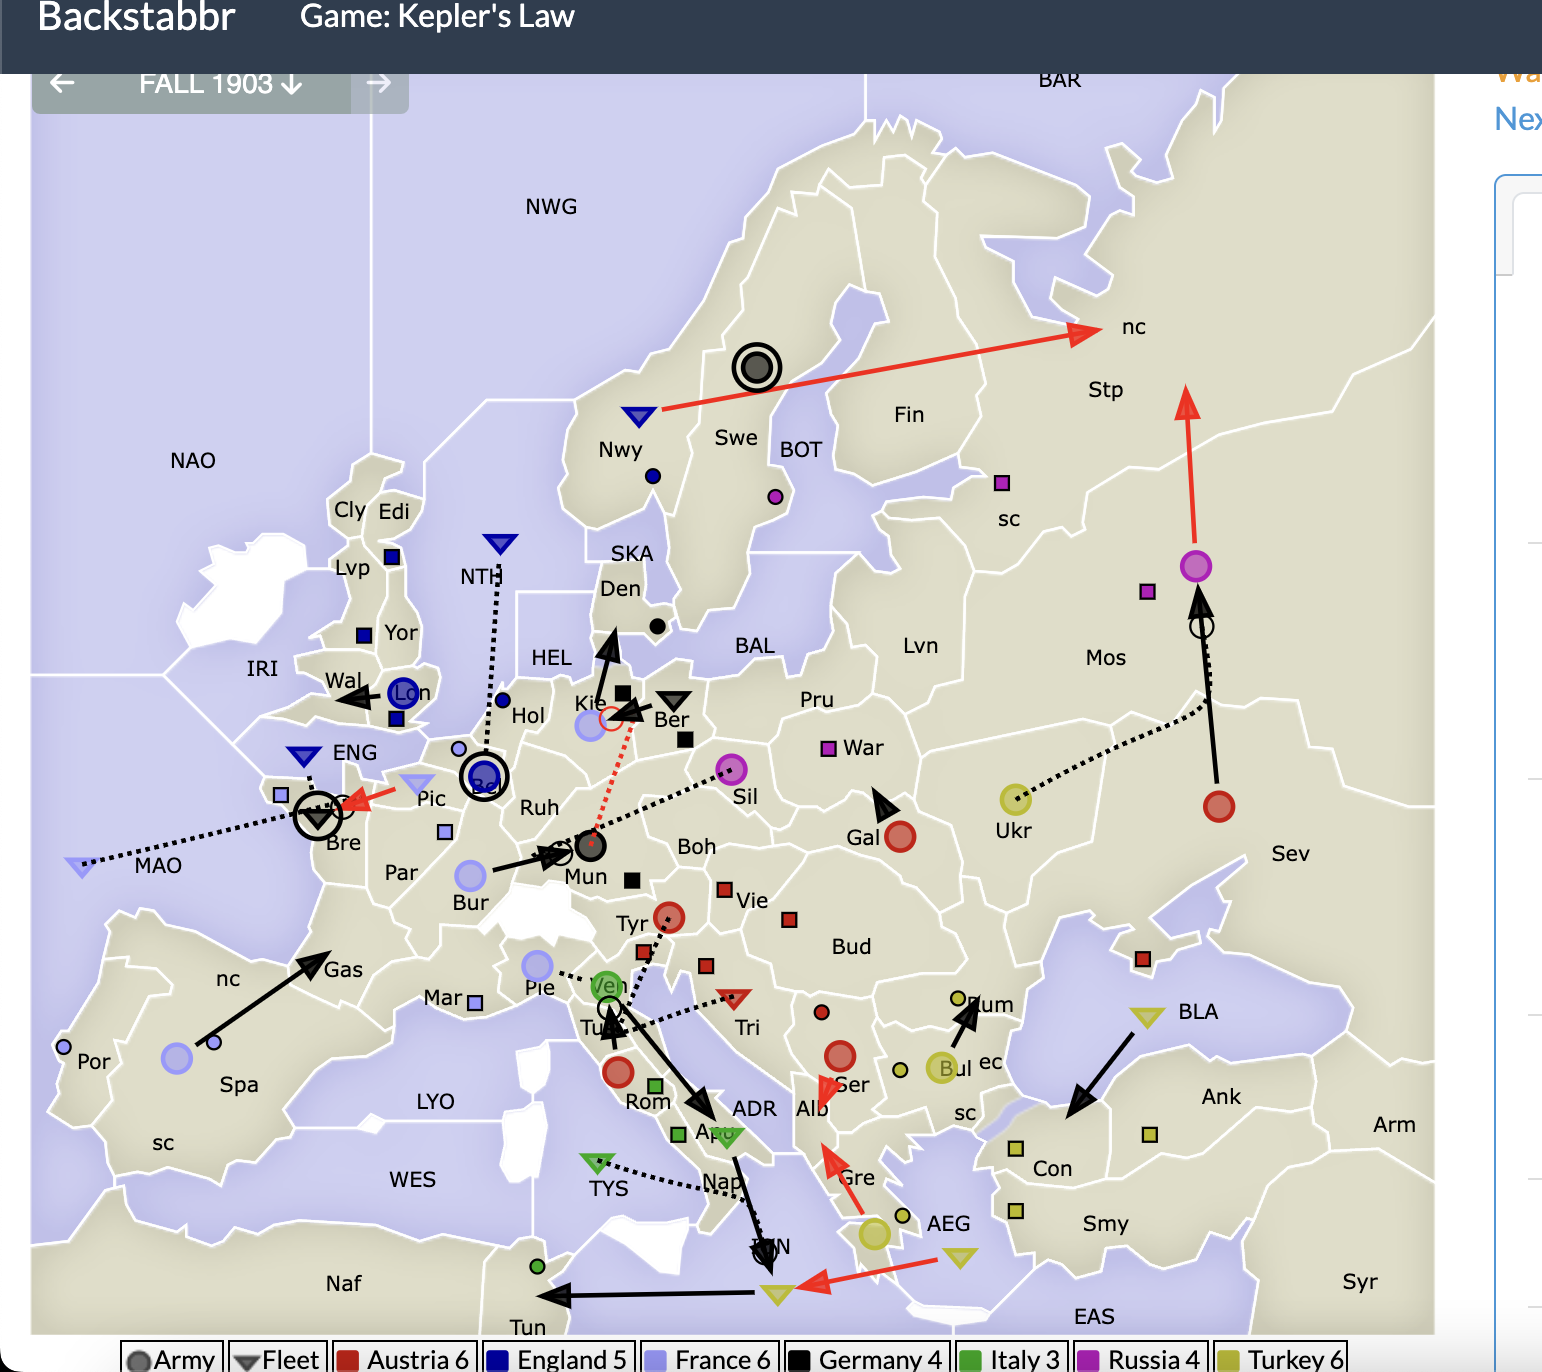 Backstabbr
Game: Kepler's Law
FALL 1903
BAR
Nex
NWG
nc
Stp
Fin
Nwy
Swe
BOT
NAO
Cly
Edi
sc
SKA
Lvp
NTH
Den
Yor
IRI
HEL
BAL
Lvn
Mos
Wal
Lon
Kie
Hol
Ber
Pru
War
ENG
Pic
Bel
Ruh
Sil
Bre
Gal
Ukr
MAO
Par
Mun
Boh
Sev
Bur
Vie
Tyr
Bud
nc
Gas
Mar
Pie
Ven
Rum
BLA
Tus
Tri
Por
Spa
Ser
Bul
ec
LYO
Rom
ADR
Alb
Ank
sc
Apu
sc
Arm
WES
TYS
Nap
Gre
Con
AEG
Smy
ION
Naf
Syr
Tun
EAS
Army
Fleet
Austria 6
England 5
France 6
Germany 4
Italy 3
Russia 4
Turkey 6